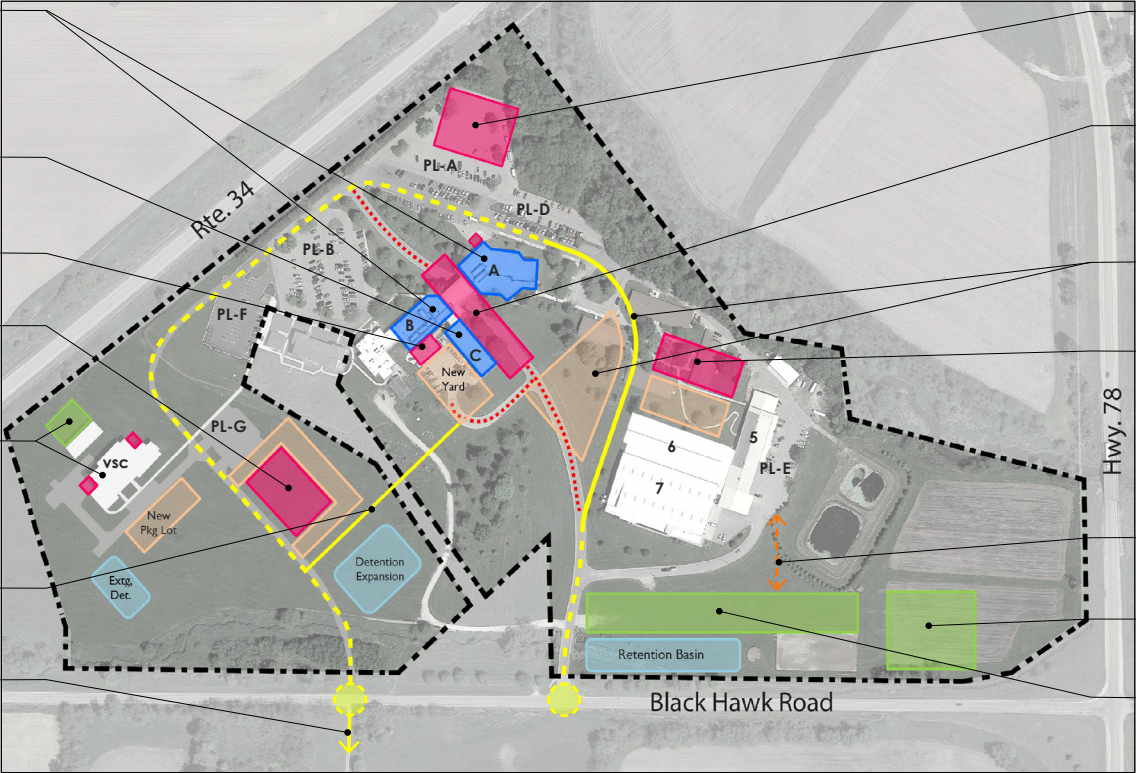 PL-A
Rte. 34
PL-D
PL-B
A
PL-F
B
C
New
Yard
Hwy. 78
PL-G
6
5
VSC
PL-E
7
New
Pkg Lot
Detention
Expansion
Extg,
Det.
Retention Basin
Black Hawk Road